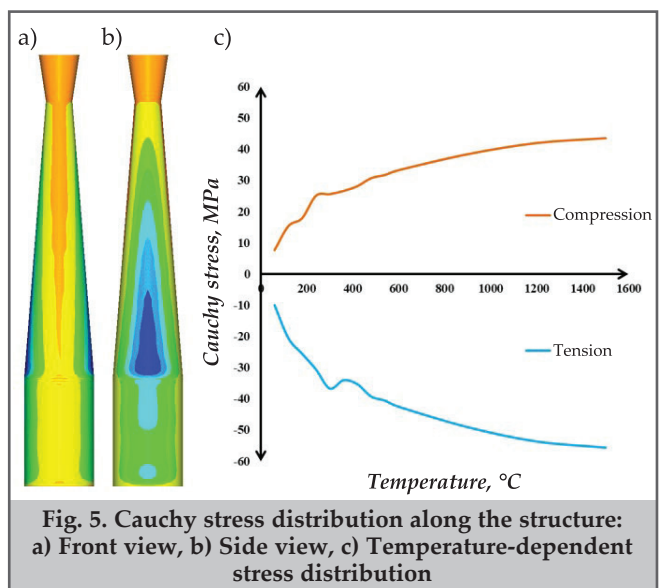 a)
b)
c)
60
50
40
30
20
10
0
-10
-20
-30
-40
-50
-60
0
200
400
600
800
1000
1200
1400
1600
Cauchy stress, MPa
Compression
Tension
Temperature, °C
Fig. 5. Cauchy stress distribution along the structure:
a) Front view, b) Side view, c) Temperature-dependent
stress distribution